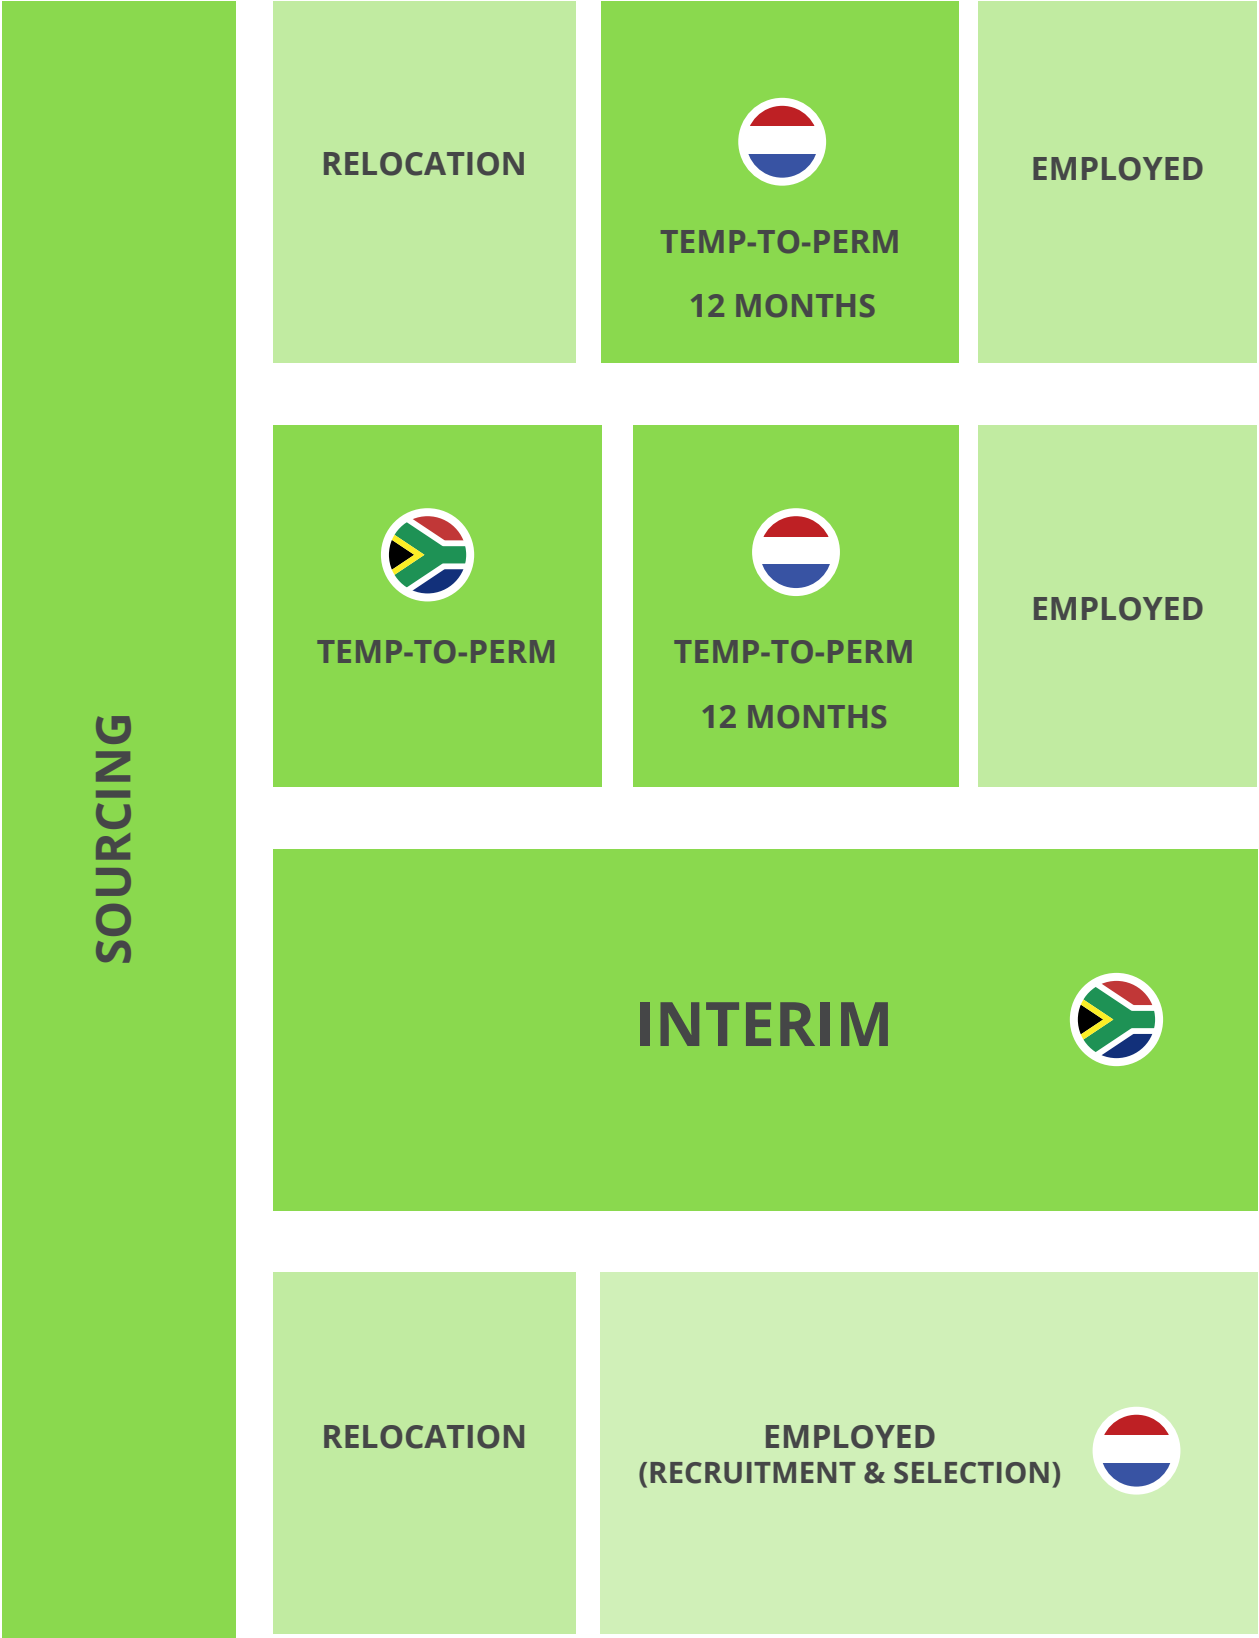 SOURCING
RELOCATION
TEMP-TO-PERM
12 MONTHS
EMPLOYED
TEMP-TO-PERM
TEMP-TO-PERM
12 MONTHS
EMPLOYED
INTERIM
RELOCATION
EMPLOYED
(RECRUITMENT & SELECTION)